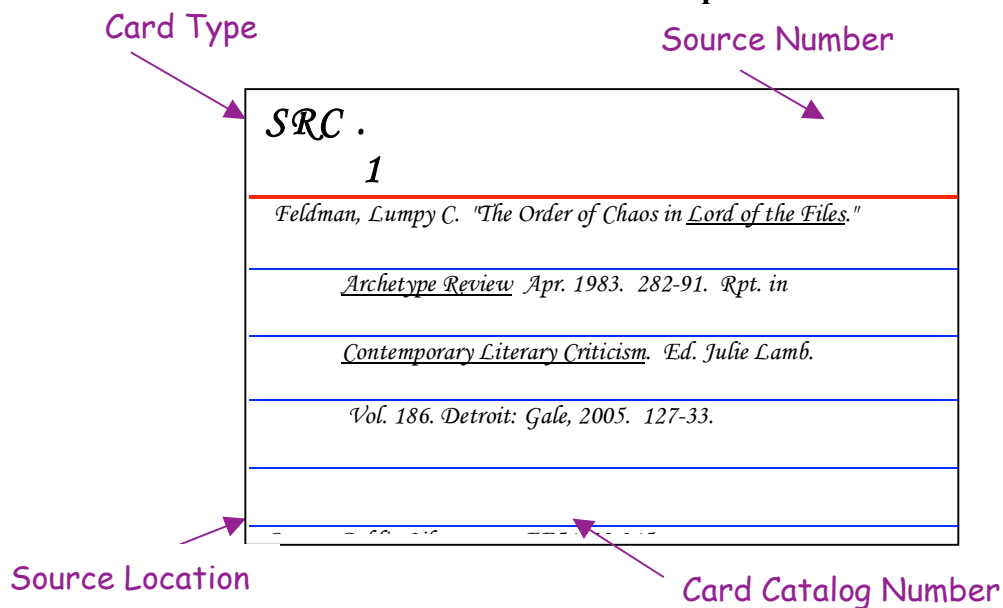 Card Type
Source Number
SRC .
1
Feldman, Lumpy C. "The Order of Chaos in Lord of the Files."
Archetype Review Apr. 1983. 282-91. Rpt. in
Contemporary Literary Criticism. Ed. Julie Lamb.
Vol. 186. Detroit: Gale, 2005. 127-33.
Source Location
Card Catalog Number